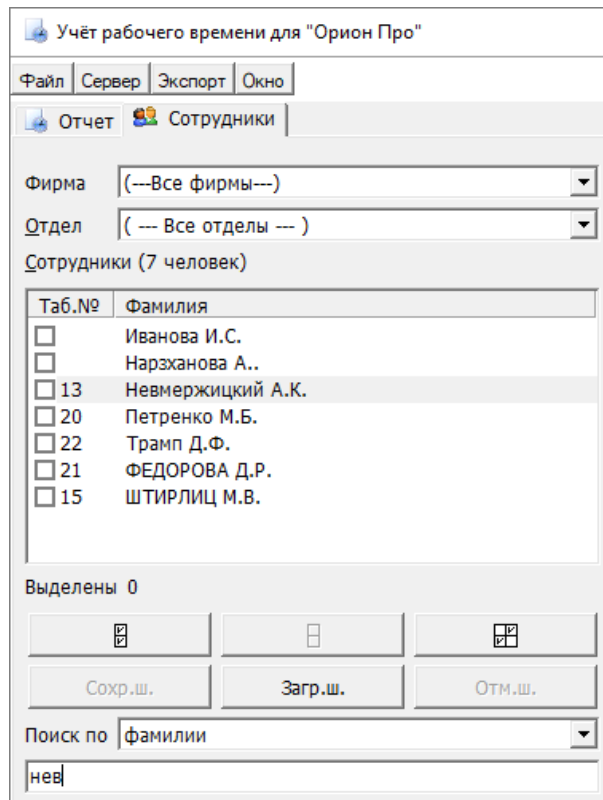 Учёт рабочего времени для "Орион Про"
Файл Сервер Экспорт Окно
Отчет Сотрудники
Фирма (---Все фирмы---)
Отдел ( --- Все отделы --- )
Сотрудники (7 человек)
Таб.№ Фамилия
Иванова И.С.
Нарзханова А..
13 Невмержицкий А.К.
20 Петренко М.Б.
22 Трамп Д.Ф.
21 ФЕДОРОВА Д.Р.
15 ШТИРЛИЦ М.В.
Выделены 0
Сохр.ш. Загр.ш. Отм.ш.
Поиск по фамилии
нев